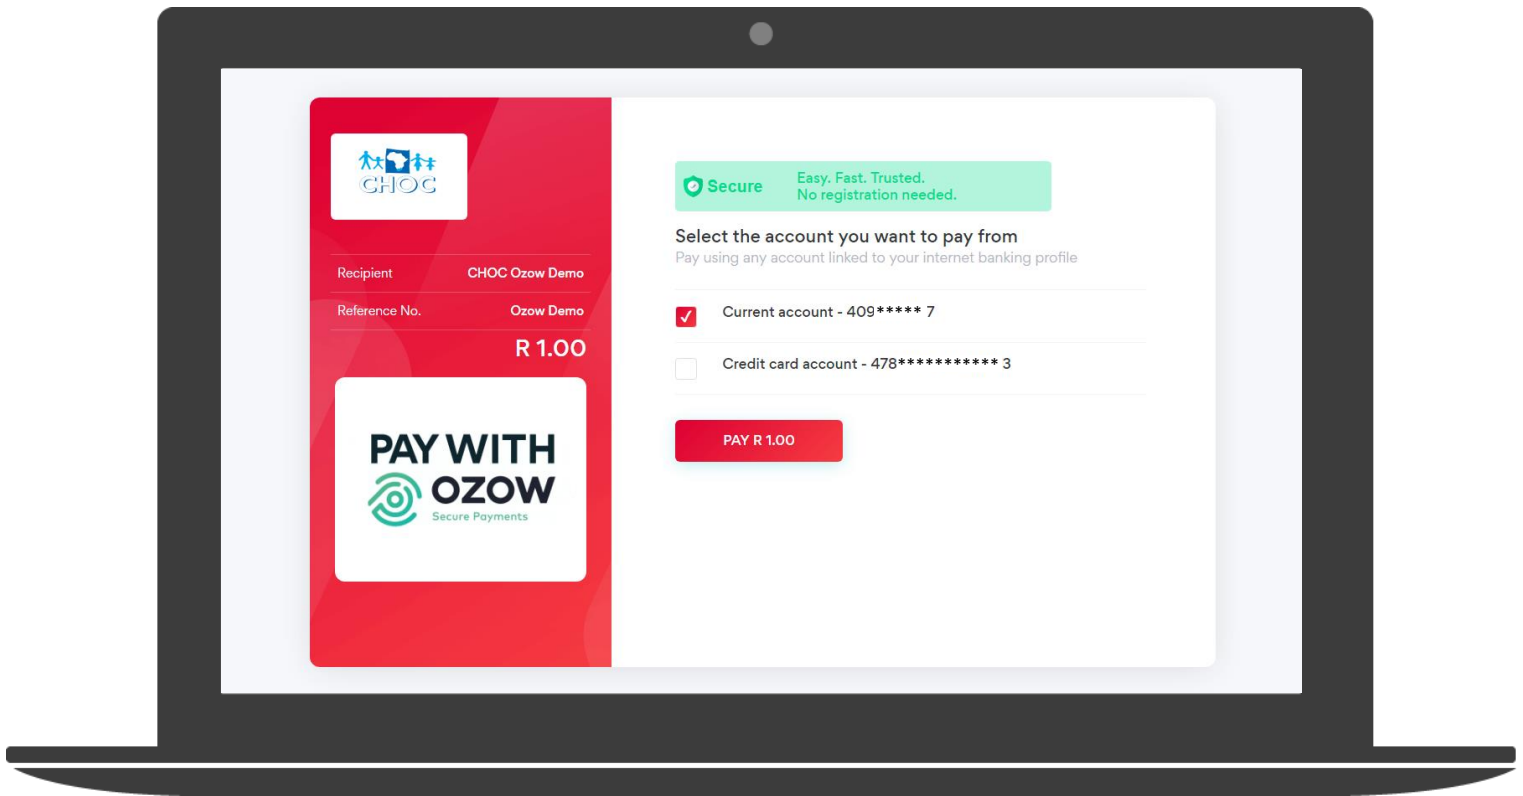 CHOC
Recipient CHOC Ozow Demo
Reference No. Ozow Demo
R 1.00
PAY WITH
OZOW
Secure Payments
Secure
Easy. Fast. Trusted.
No registration needed.
Select the account you want to pay from
Pay using any account linked to your internet banking profile
Current account - 409***** 7
Credit card account - 478*********** 3
PAY R 1.00